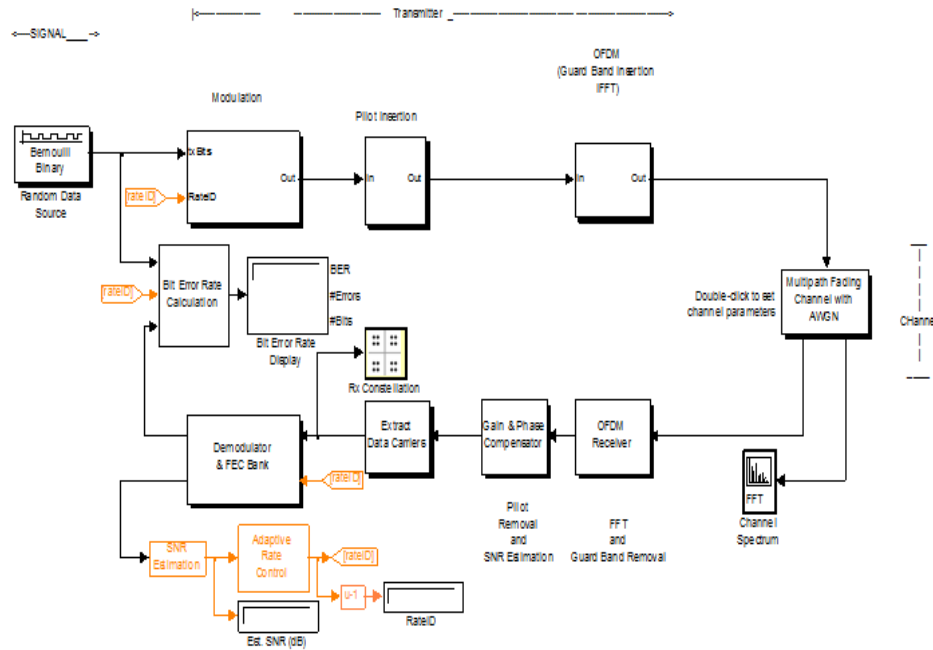 |<---- ---- Transmitter _ ---- ---->
<----SIGNAL____-->
OFDM
(Guard Band Insertion
IFFT)
Modulation
Pilot Insertion
Bernoulli
Binary
Random Data
Source
tx Bits
RateID
Out
[rate ID]
In
Out
In
Out
Bit Error Rate
Calculation
[rateID]
BER
#Errors
#Bits
Bit Error Rate
Display
Double-click to set
channel parameters
Multipath Fading
Channel with
AWGN
CHannel
Rx Constellation
Demodulator
& FEC Bank
Extract
Data Carriers
Gain & Phase
Compensator
OFDM
Receiver
[rateID]
FFT
Channel
Spectrum
Pilot
Removal
and
SNR Estimation
FFT
and
Guard Band Removal
SNR
Estimation
Adaptive
Rate
Control
[rateID]
u-1
RateID
Est. SNR (dB)